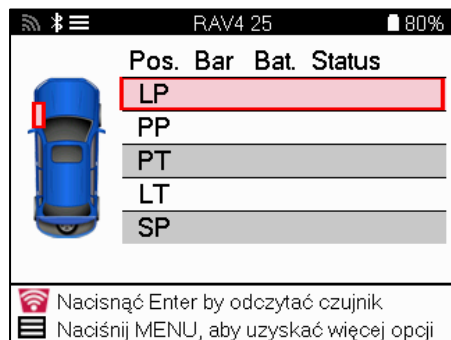 RAV4 25 80%
Pos. Bar Bat. Status
LP
PP
PT
LT
SP
Nacisnąć Enter by odczytać czujnik
Naciśnij MENU, aby uzyskać więcej opcji